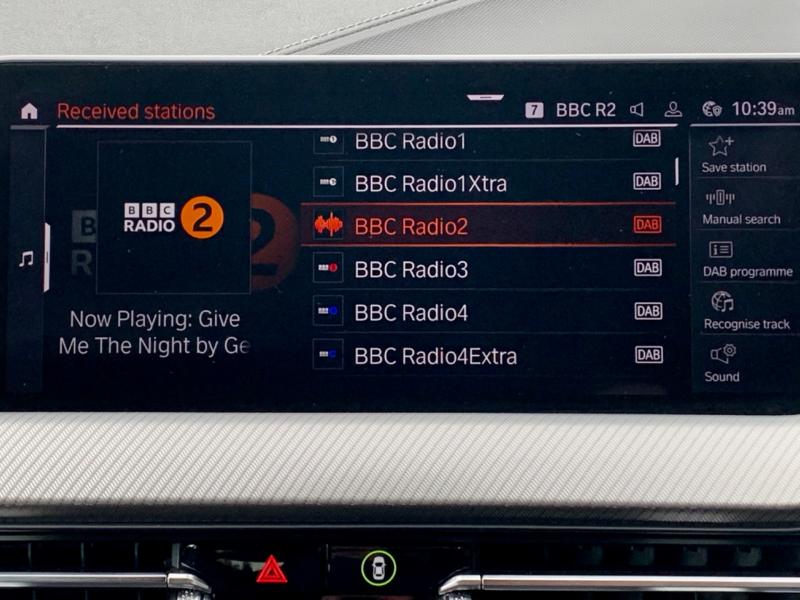 Received stations
7 BBC R2 10:39am
BBC Radio1 DAB
BBC Radio1Xtra DAB
BBC Radio2 DAB
BBC Radio3 DAB
BBC Radio4 DAB
BBC Radio4Extra DAB
BBC
RADIO 2
Now Playing: Give
Me The Night by Ge
Save station
Manual search
DAB programme
Recognise track
Sound